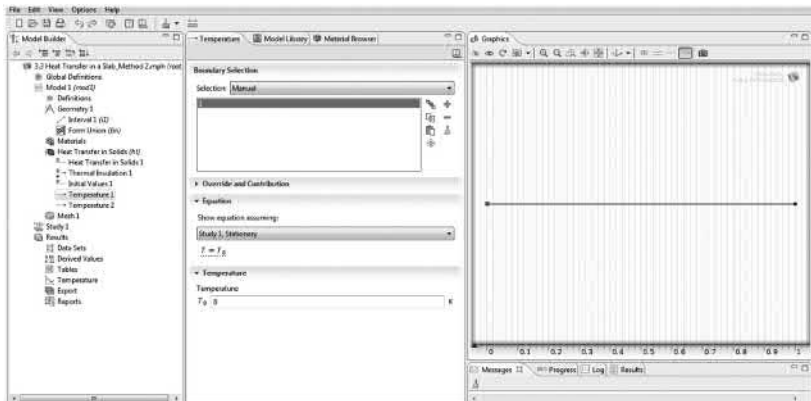 File Edit View Options Help
Model Builder
3.2 Heat Transfer in a Slab_Method 2.mph (root
Global Definitions
Model 1 (mod1)
Definitions
Geometry 1
Interval 1 (i1)
Form Union (fin)
Materials
Heat Transfer in Solids (ht)
Heat Transfer in Solids 1
Thermal Insulation 1
Initial Values 1
Temperature 1
Temperature 2
Mesh 1
Study 1
Results
Data Sets
Derived Values
Tables
Temperature
Export
Reports
Temperature Model Library Material Browser
Boundary Selection
Selection: Manual
1
Override and Contribution
Equation
Show equation assuming:
Study 1, Stationary
T = T0
Temperature
Temperature
T0 0 K
Graphics
0 0.1 0.2 0.3 0.4 0.5 0.6 0.7 0.8 0.9 1
Messages Progress Log Results